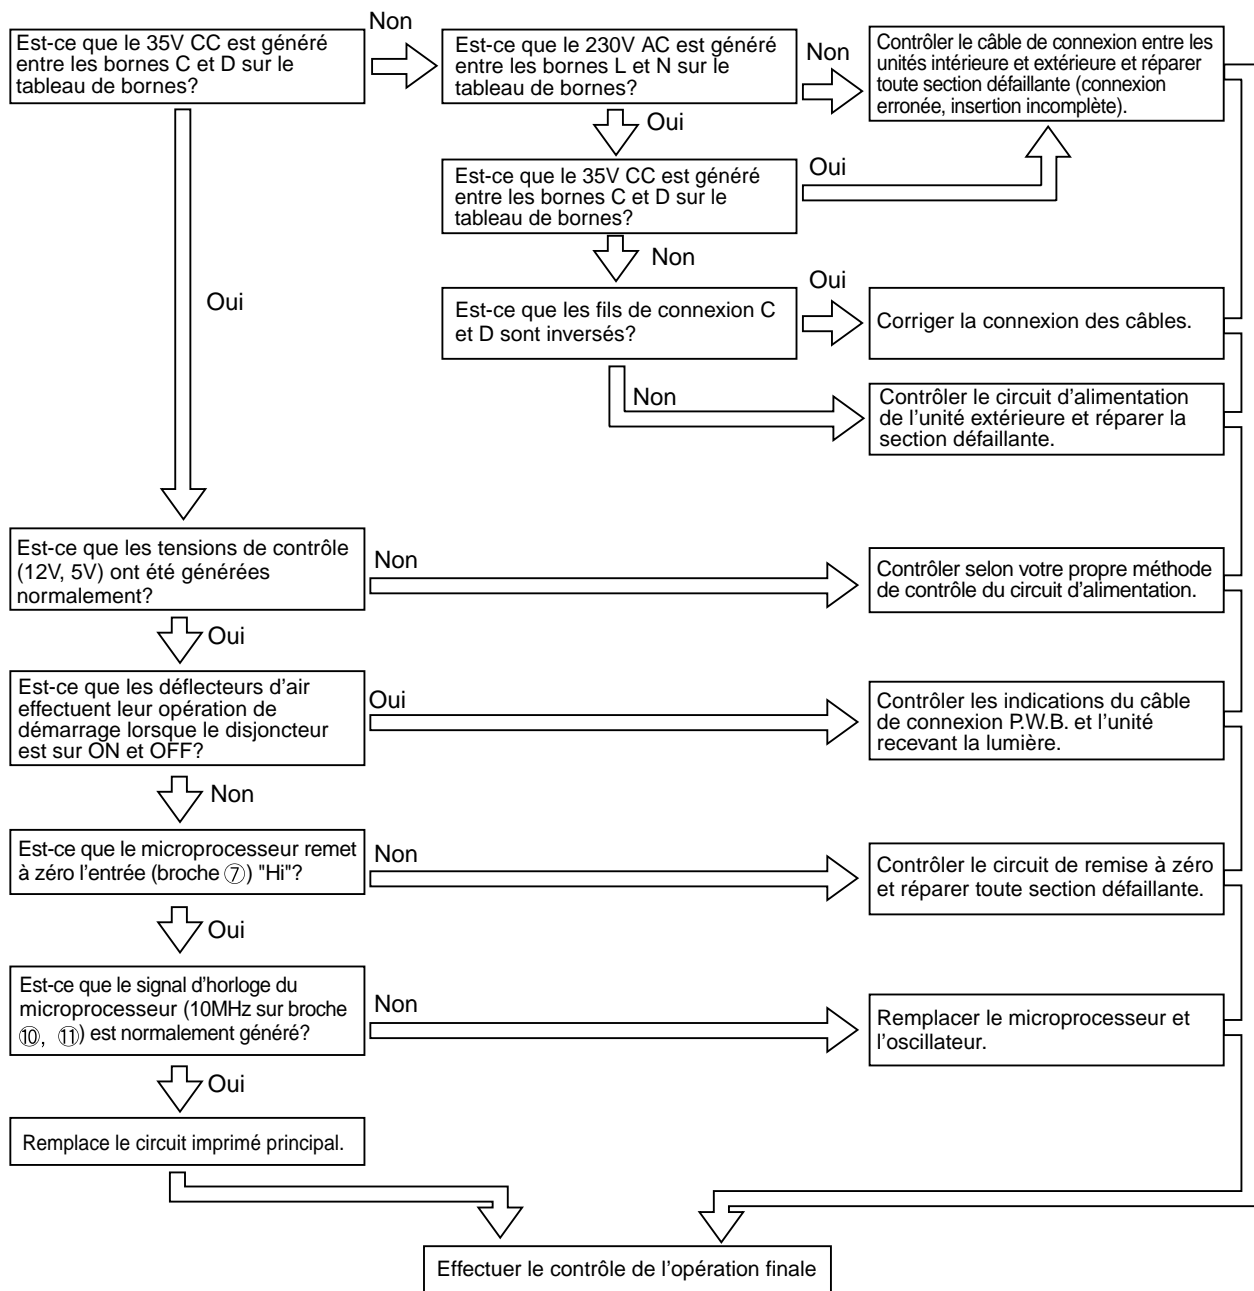 Est-ce que le 35V CC est généré
entre les bornes C et D sur le
tableau de bornes?
Non
Est-ce que le 230V AC est généré
entre les bornes L et N sur le
tableau de bornes?
Non
Contrôler le câble de connexion entre les
unités intérieure et extérieure et réparer
toute section défaillante (connexion
erronée, insertion incomplète).
Oui
Est-ce que le 35V CC est généré
entre les bornes C et D sur le
tableau de bornes?
Oui
Non
Oui
Est-ce que les fils de connexion C
et D sont inversés?
Oui
Corriger la connexion des câbles.
Non
Contrôler le circuit d'alimentation
de l'unité extérieure et réparer la
section défaillante.
Est-ce que les tensions de contrôle
(12V, 5V) ont été générées
normalement?
Non
Contrôler selon votre propre méthode
de contrôle du circuit d'alimentation.
Oui
Est-ce que les déflecteurs d'air
effectuent leur opération de
démarrage lorsque le disjoncteur
est sur ON et OFF?
Oui
Contrôler les indications du câble
de connexion P.W.B. et l'unité
recevant la lumière.
Non
Est-ce que le microprocesseur remet
à zéro l'entrée (broche ⑦) "Hi"?
Non
Contrôler le circuit de remise à zéro
et réparer toute section défaillante.
Oui
Est-ce que le signal d'horloge du
microprocesseur (10MHz sur broche
⑩, ⑪) est normalement généré?
Non
Remplacer le microprocesseur et
l'oscillateur.
Oui
Remplace le circuit imprimé principal.
Effectuer le contrôle de l'opération finale